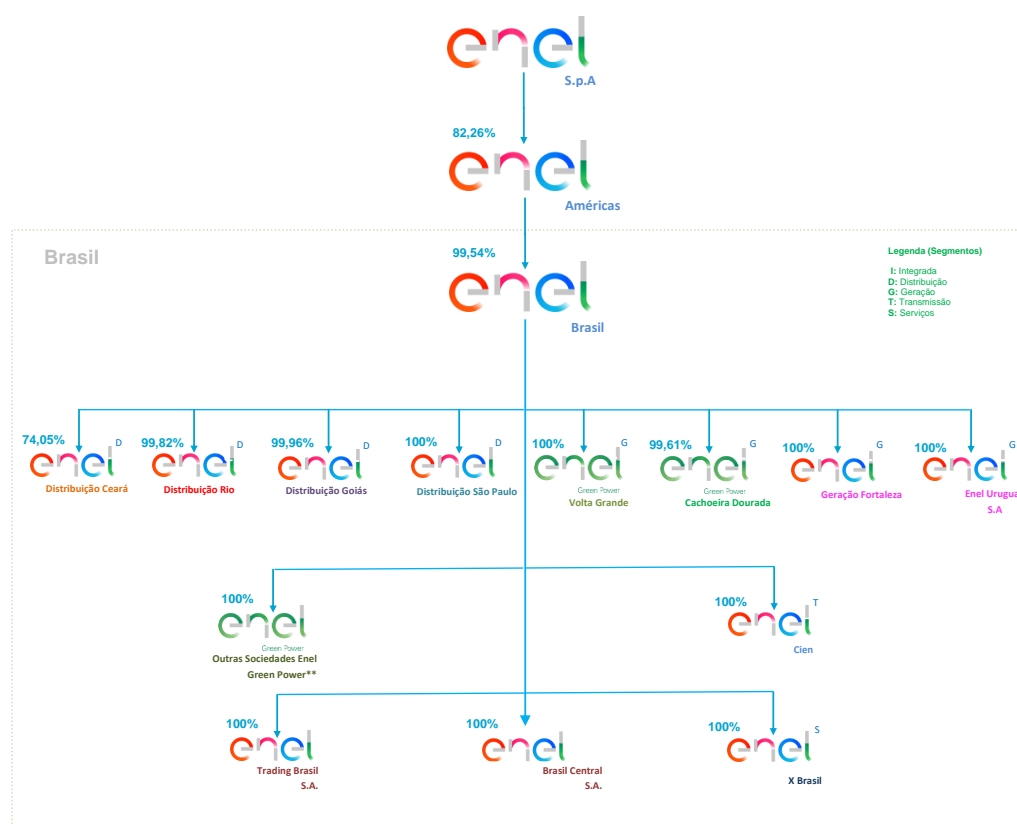 enel
S.p.A
82,26%
enel
Américas
Brasil
99,54%
enel
Brasil
Legenda (Segmentos)
I: Integrada
D: Distribuição
G: Geração
T: Transmissão
S: Serviços
74,05%
enel
D
Distribuição Ceará
99,82%
enel
D
Distribuição Rio
99,96%
enel
D
Distribuição Goiás
100%
enel
D
Distribuição São Paulo
100%
enel
G
Green Power
Volta Grande
99,61%
enel
G
Green Power
Cachoeira Dourada
100%
enel
G
Geração Fortaleza
100%
enel
G
Enel Urugua
S.A
100%
enel
Green Power
Outras Sociedades Enel
Green Power**
100%
enel
T
Cien
100%
enel
Trading Brasil
S.A.
100%
enel
Brasil Central
S.A.
100%
enel
S
X Brasil